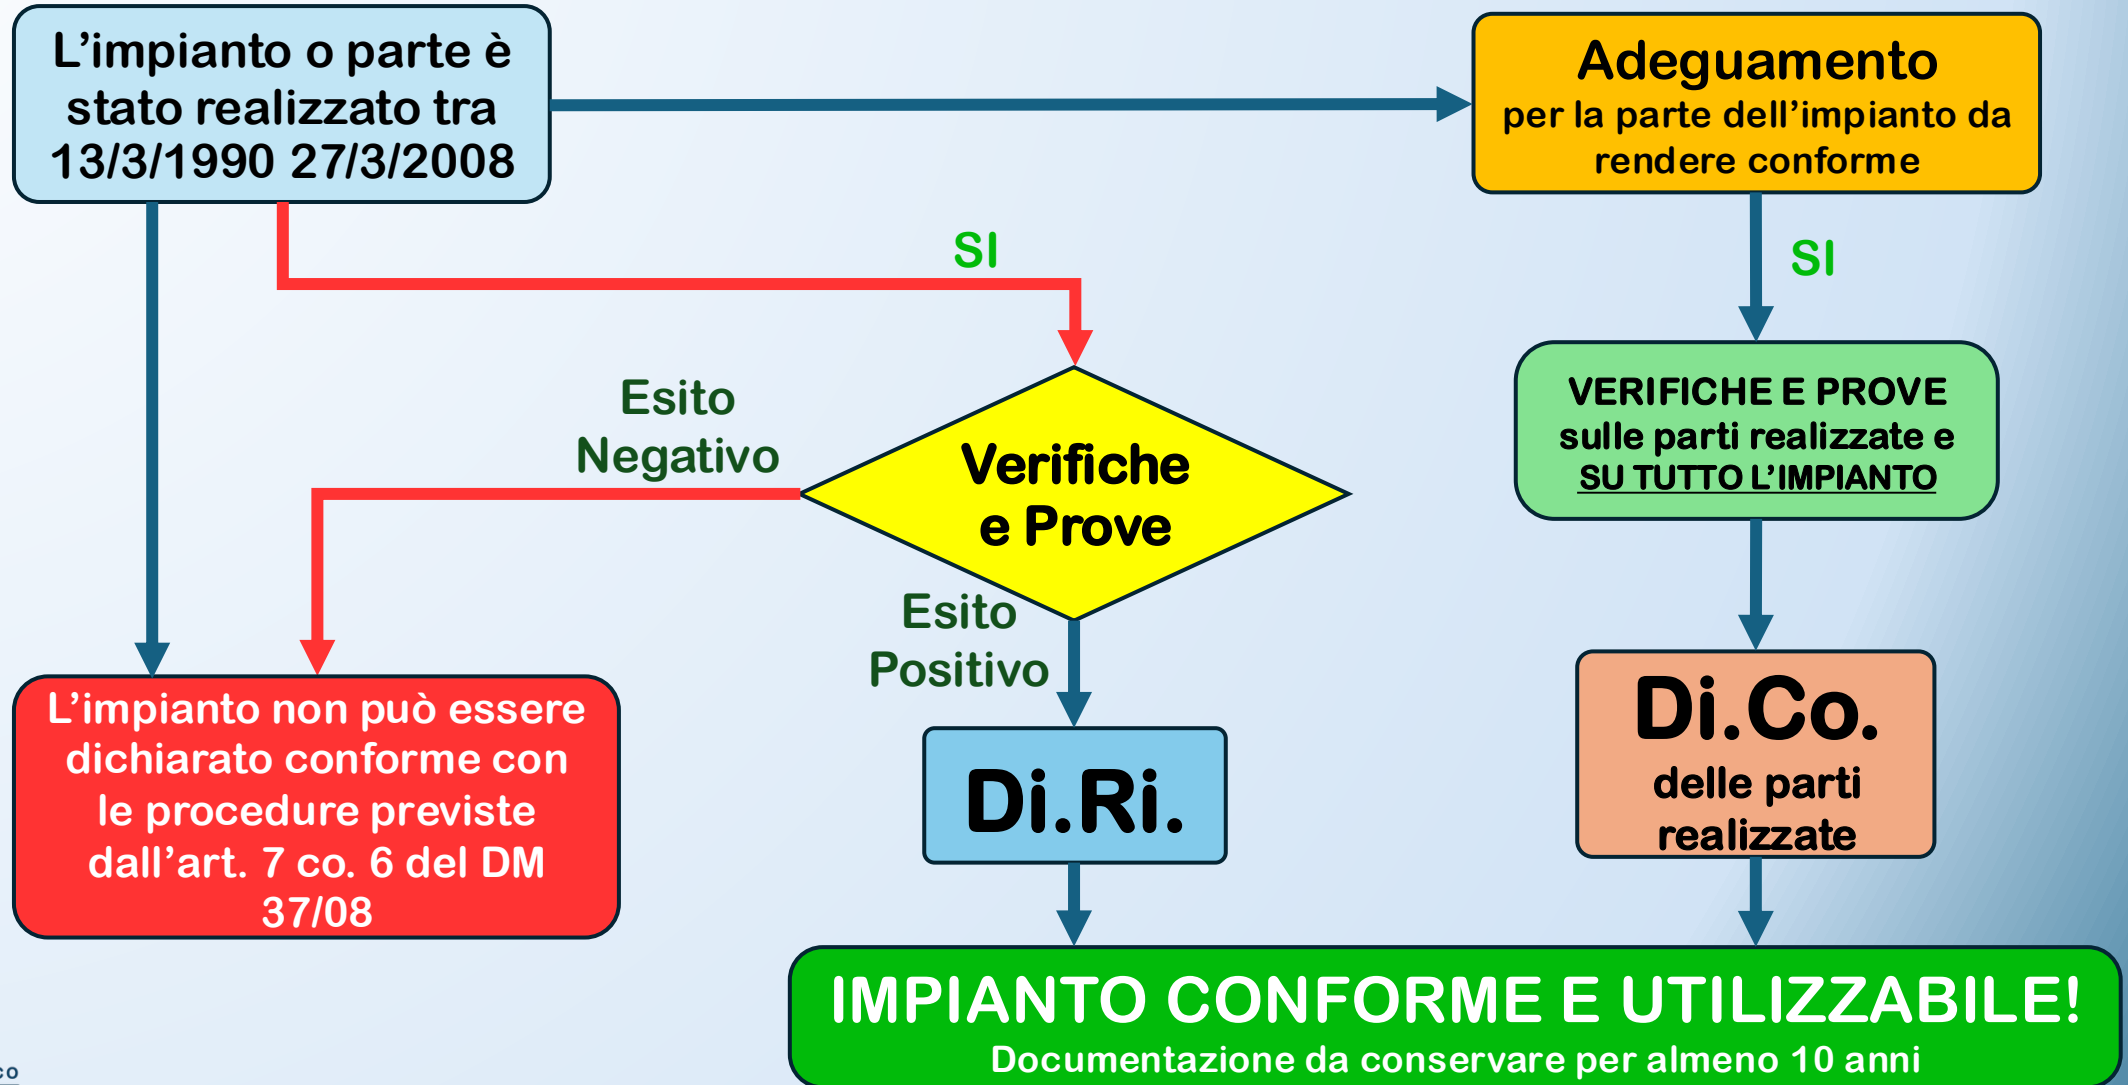 L’impianto o parte è
stato realizzato tra
13/3/1990 27/3/2008
Adeguamento
per la parte dell’impianto da
rendere conforme
SI
SI
Esito
Negativo
Verifiche
e Prove
VERIFICHE E PROVE
sulle parti realizzate e
SU TUTTO L’IMPIANTO
Esito
Positivo
L’impianto non può essere
dichiarato conforme con
le procedure previste
dall’art. 7 co. 6 del DM
37/08
Di.Ri.
Di.Co.
delle parti
realizzate
IMPIANTO CONFORME E UTILIZZABILE!
Documentazione da conservare per almeno 10 anni